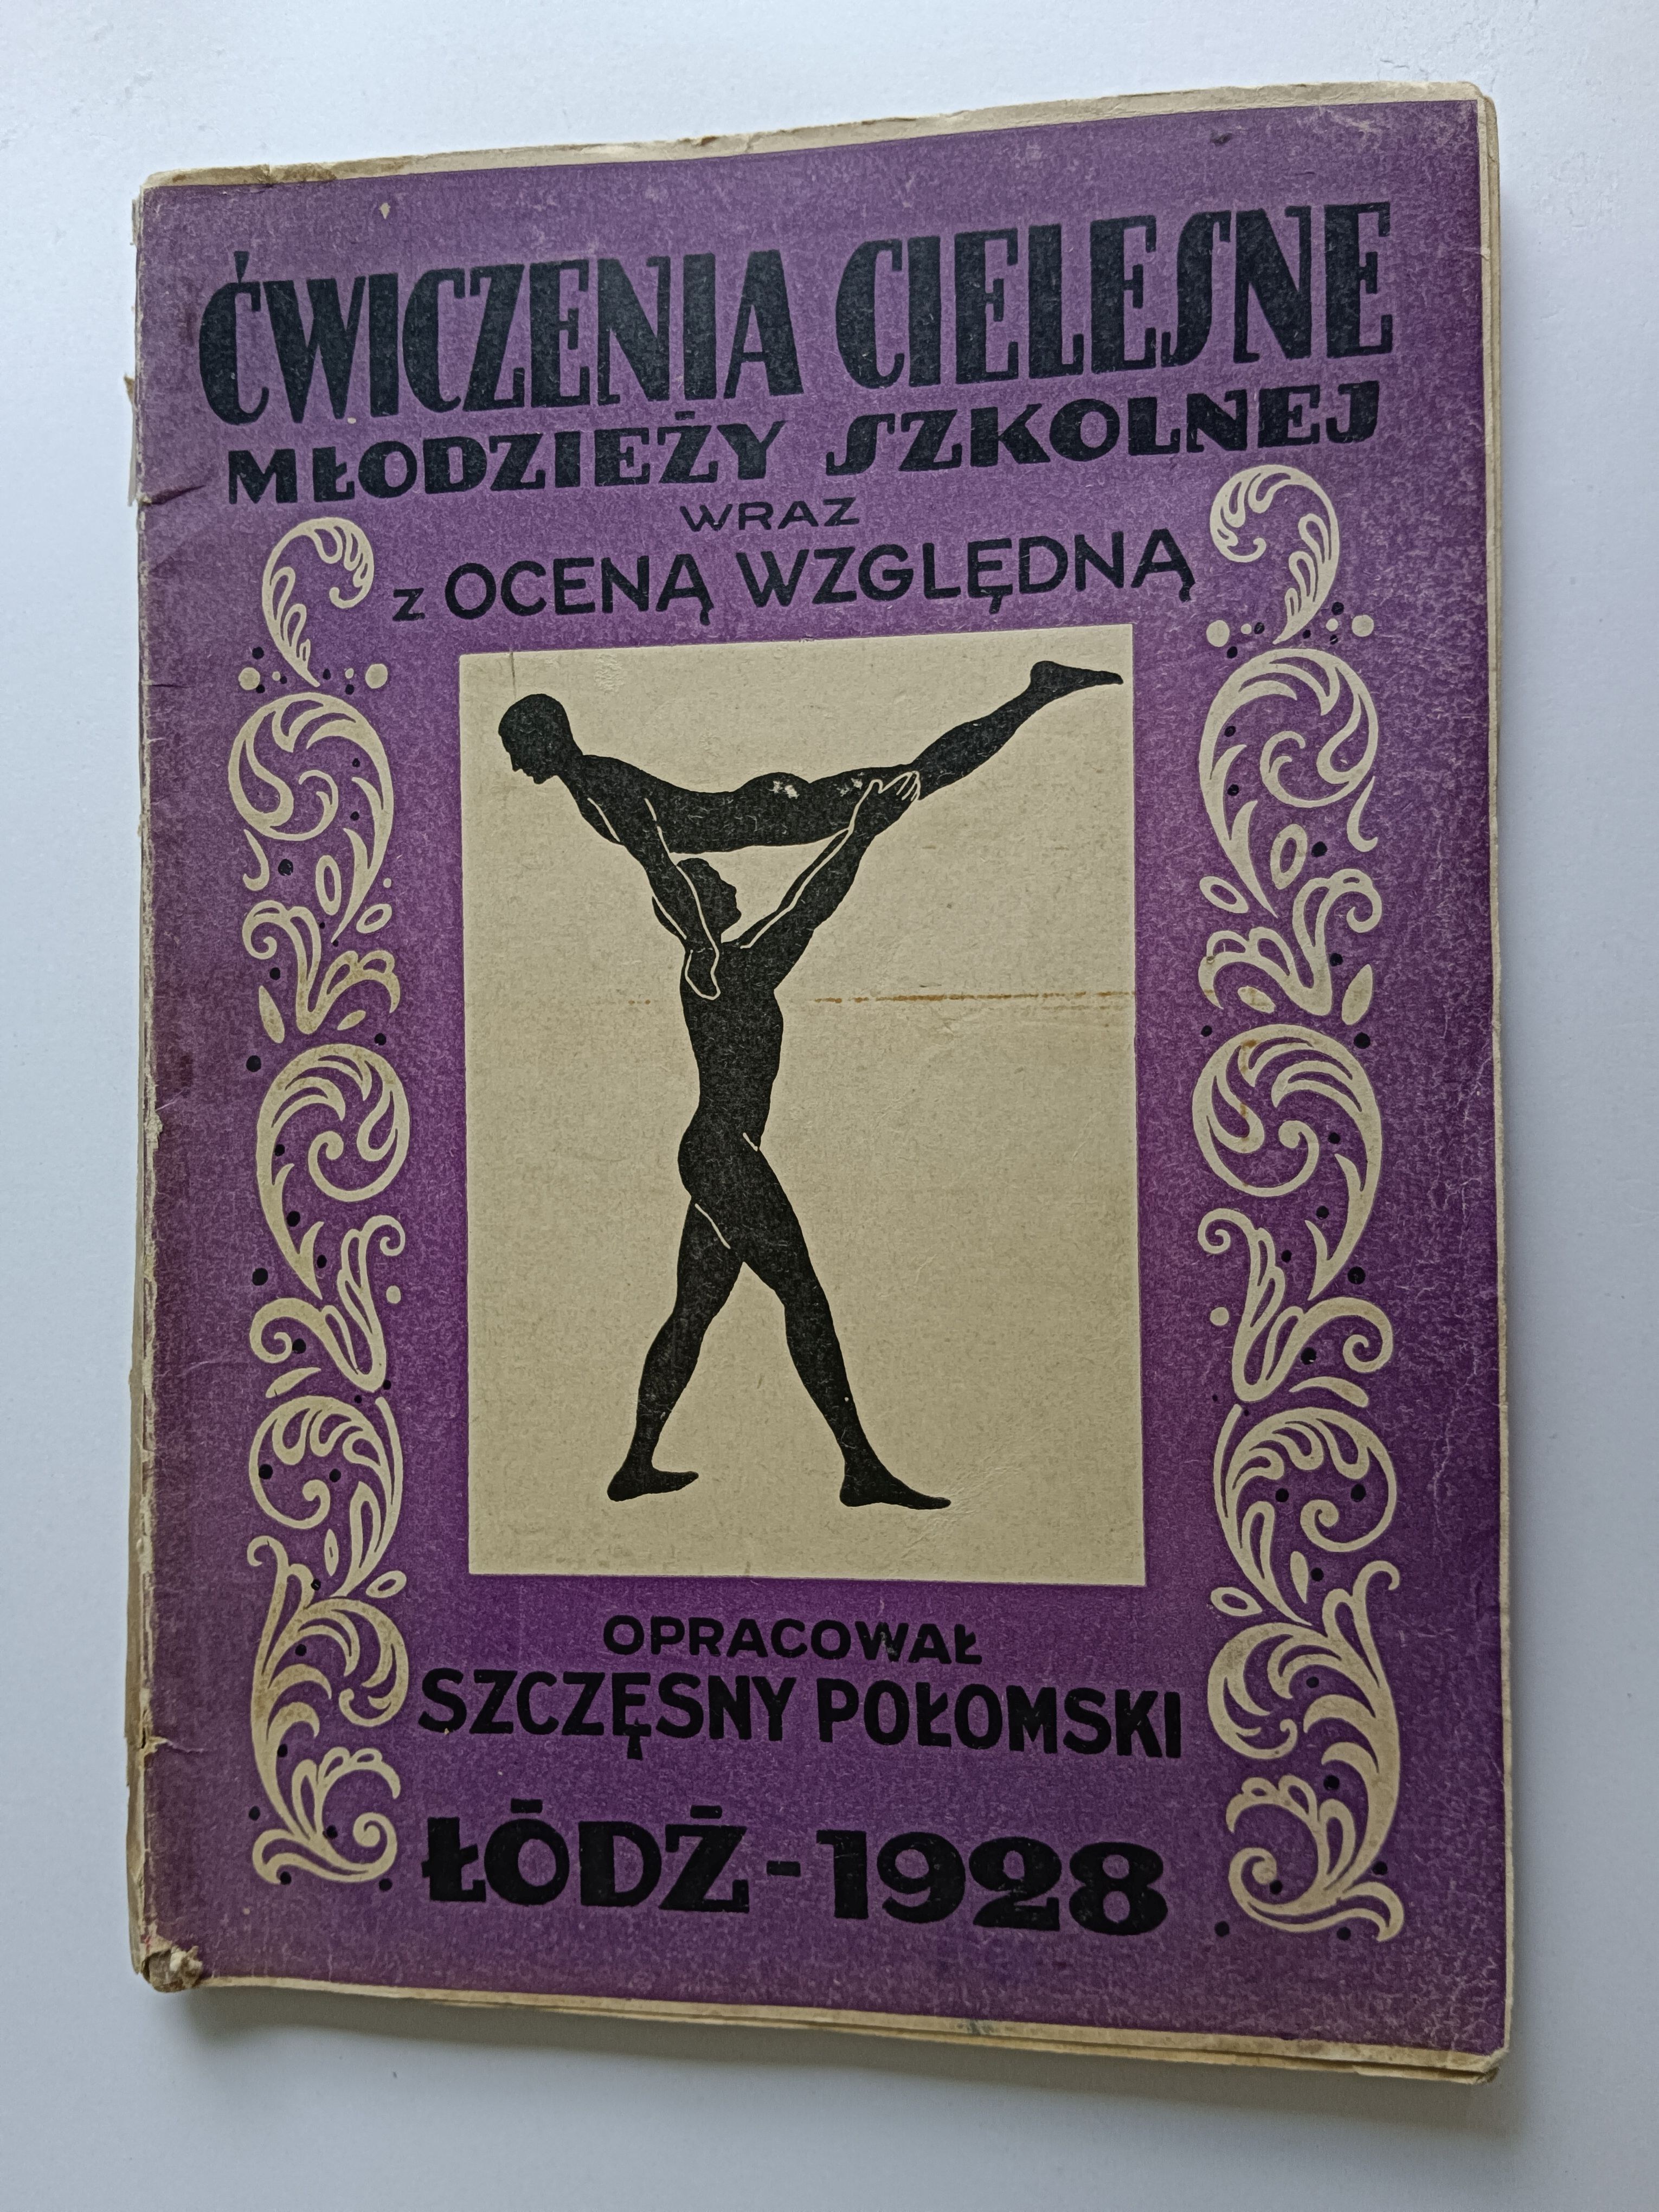 ĆWICZENIA CIELESNE
MŁODZIEŻY SZKOLNEJ
WRAZ
z OCENĄ WZGLĘDNĄ
OPRACOWAŁ
SZCZĘSNY POŁOMSKI
ŁÓDŹ - 1928